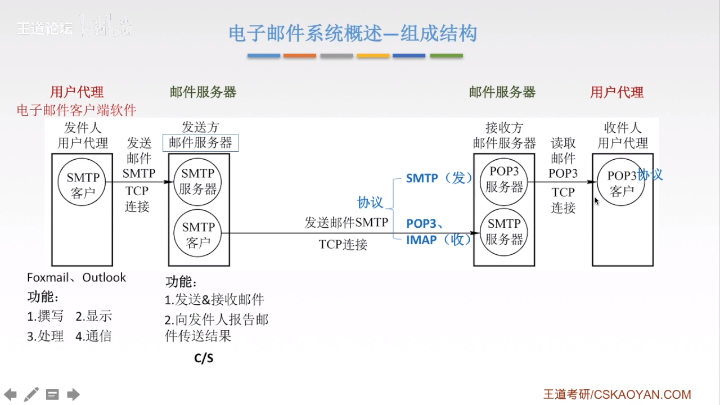 王道论坛
电子邮件系统概述—组成结构
用户代理
邮件服务器
邮件服务器
用户代理
电子邮件客户端软件
发件人
用户代理
发送
邮件
SMTP
TCP
连接
发送方
邮件服务器
接收方
邮件服务器
读取
邮件
POP3
TCP
连接
收件人
用户代理
SMTP
客户
SMTP
服务器
SMTP
客户
协议
SMTP（发）
POP3、
IMAP（收）
发送邮件SMTP
TCP连接
POP3
服务器
SMTP
服务器
POP3
客户
协议
Foxmail、Outlook
功能：
1.撰写 2.显示
3.处理 4.通信
功能：
1.发送&接收邮件
2.向发件人报告邮
件传送结果
C/S
王道考研/CSKAOYAN.COM